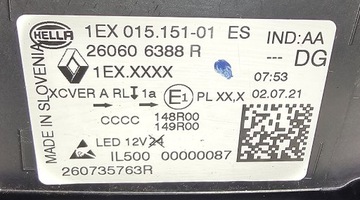 HELLA 1EX 015.151-01 ES IND:AA
26060 6388 R --- DG
1EX.XXXX 07:53
XCVER A RL 1a E1 PL XX,X 02.07.21
CCCC 148R00
149R00
LED 12V 24
IL500 00000087
260735763R
MADE IN SLOVENIA